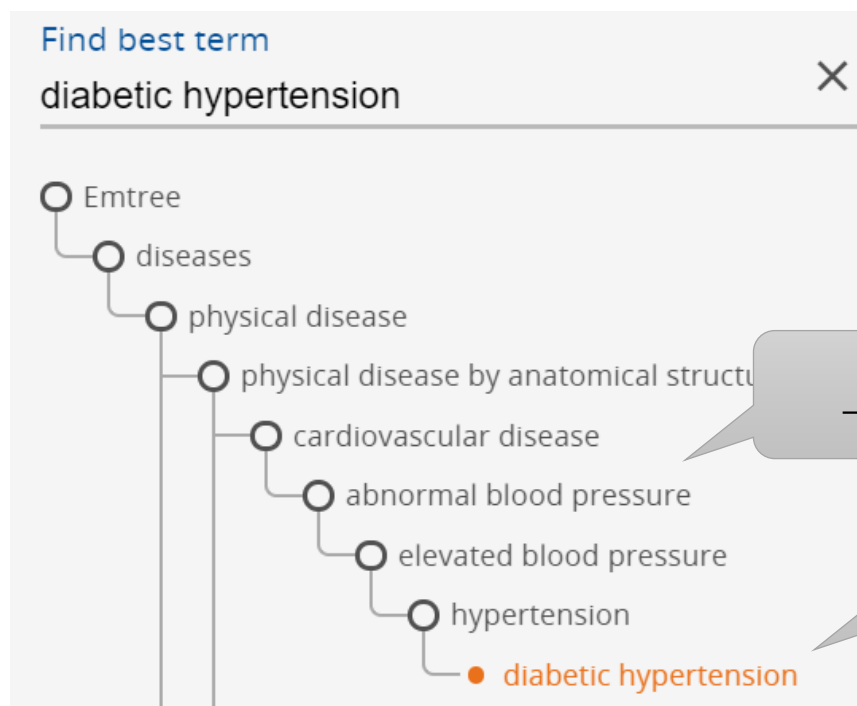 Find best term
diabetic hypertension
Emtree
diseases
physical disease
physical disease by anatomical
cardiovascular disease
abnormal blood pressure
elevated blood pressure
hypertension
diabetic hypertension